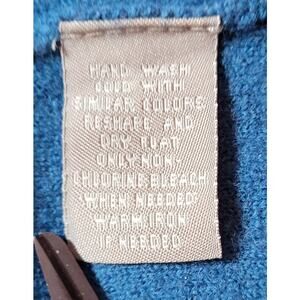 HAND WASH
COLD WITH
SIMILAR COLORS
RESHAPE AND
DRY FLAT
ONLY NON-
CHLORINE BLEACH
WHEN NEEDED
WARM IRON
IF NEEDED